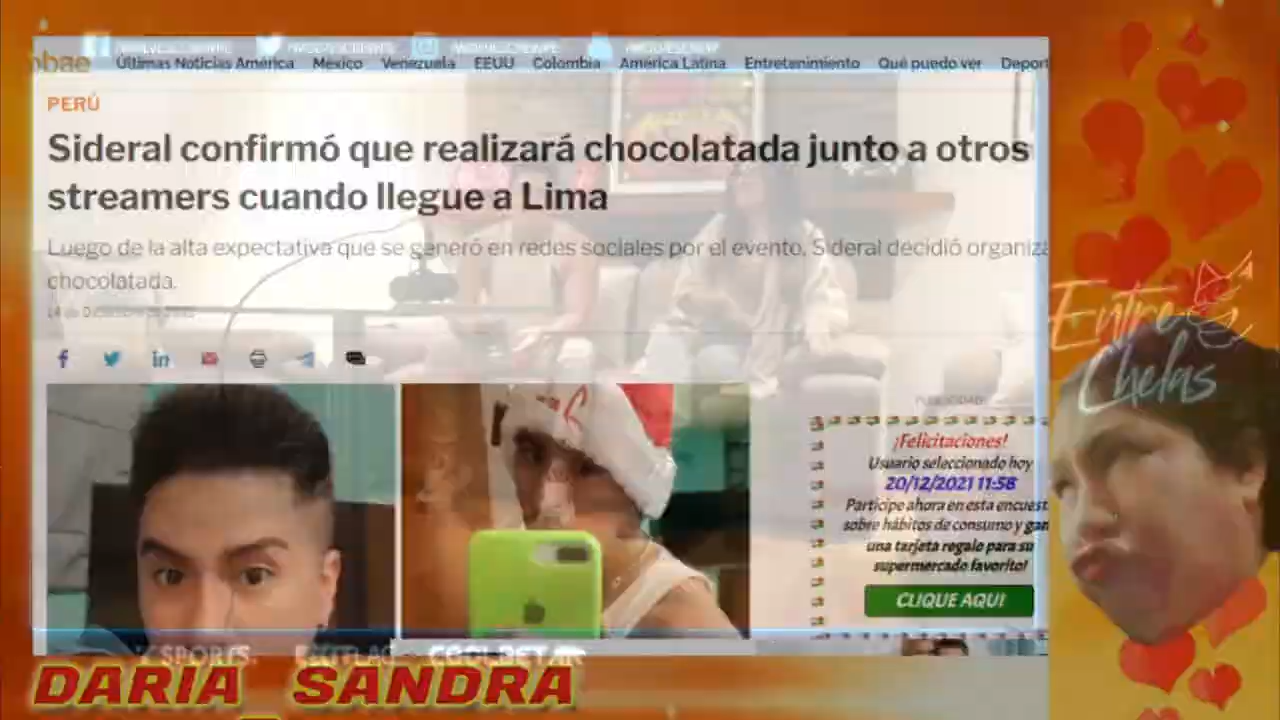 Últimas Noticias América México Venezuela EEUU Colombia América Latina Entretenimiento Qué puedo ver Deport
PERÚ
Sideral confirmó que realizará chocolatada junto a otros
streamers cuando llegue a Lima
Luego de la alta expectativa que se generó en redes sociales por el evento, Sideral decidió organiza
chocolatada.
Entre
Chelas
PUBLICIDAD
¡Felicitaciones!
Usuario seleccionado hoy
20/12/2021 11:58
Participe ahora en esta encuest
sobre hábitos de consumo y gan
una tarjeta regalo para su
supermercado favorito!
CLIQUE AQUI
DARIA SANDRA